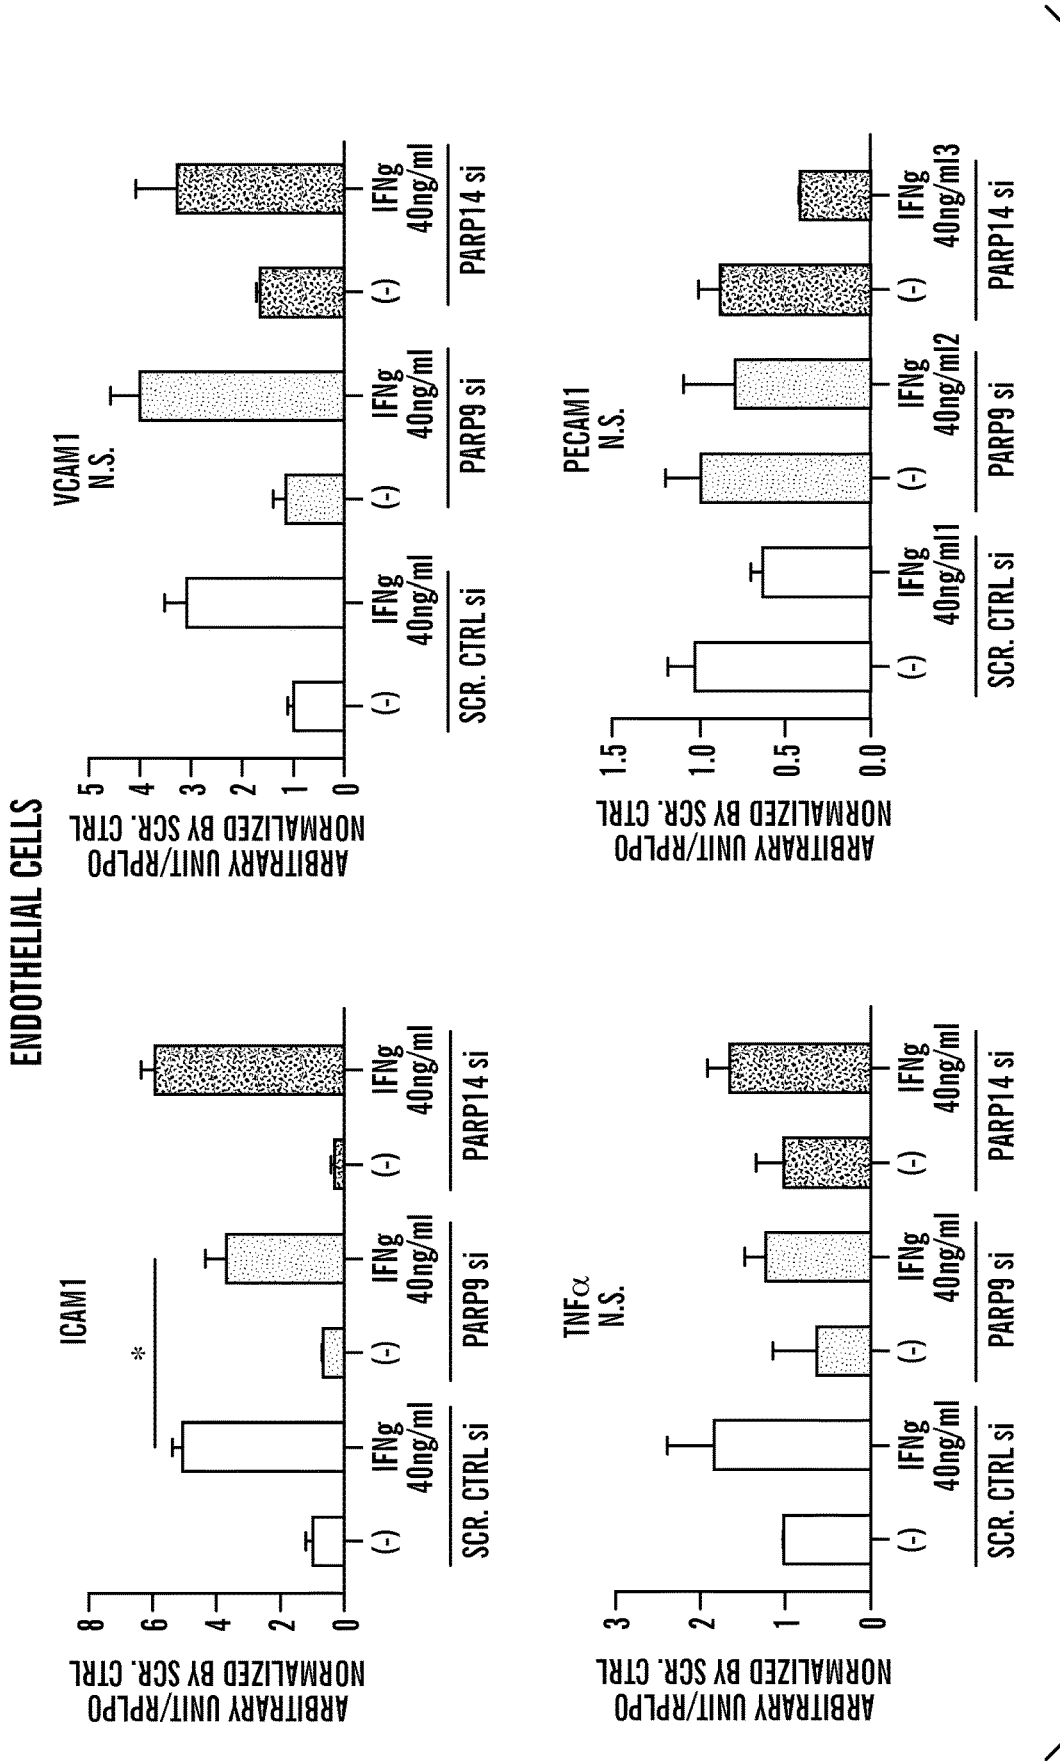 ENDOTHELIAL CELLS
ICAM1
*
ARBITRARY UNIT/RPLPO
NORMALIZED BY SCR. CTRL
8
6
4
2
0
(-)
IFNg
40ng/ml
(-)
IFNg
40ng/ml
(-)
IFNg
40ng/ml
SCR. CTRL si
PARP9 si
PARP14 si
VCAM1
N.S.
ARBITRARY UNIT/RPLPO
NORMALIZED BY SCR. CTRL
5
4
3
2
1
0
(-)
IFNg
40ng/ml
(-)
IFNg
40ng/ml
(-)
IFNg
40ng/ml
SCR. CTRL si
PARP9 si
PARP14 si
TNFα
N.S.
ARBITRARY UNIT/RPLPO
NORMALIZED BY SCR. CTRL
3
2
1
0
(-)
IFNg
40ng/ml
(-)
IFNg
40ng/ml
(-)
IFNg
40ng/ml
SCR. CTRL si
PARP9 si
PARP14 si
PECAM1
N.S.
ARBITRARY UNIT/RPLPO
NORMALIZED BY SCR. CTRL
1.5
1.0
0.5
0.0
(-)
IFNg
40ng/ml1
(-)
IFNg
40ng/ml2
(-)
IFNg
40ng/ml3
SCR. CTRL si
PARP9 si
PARP14 si